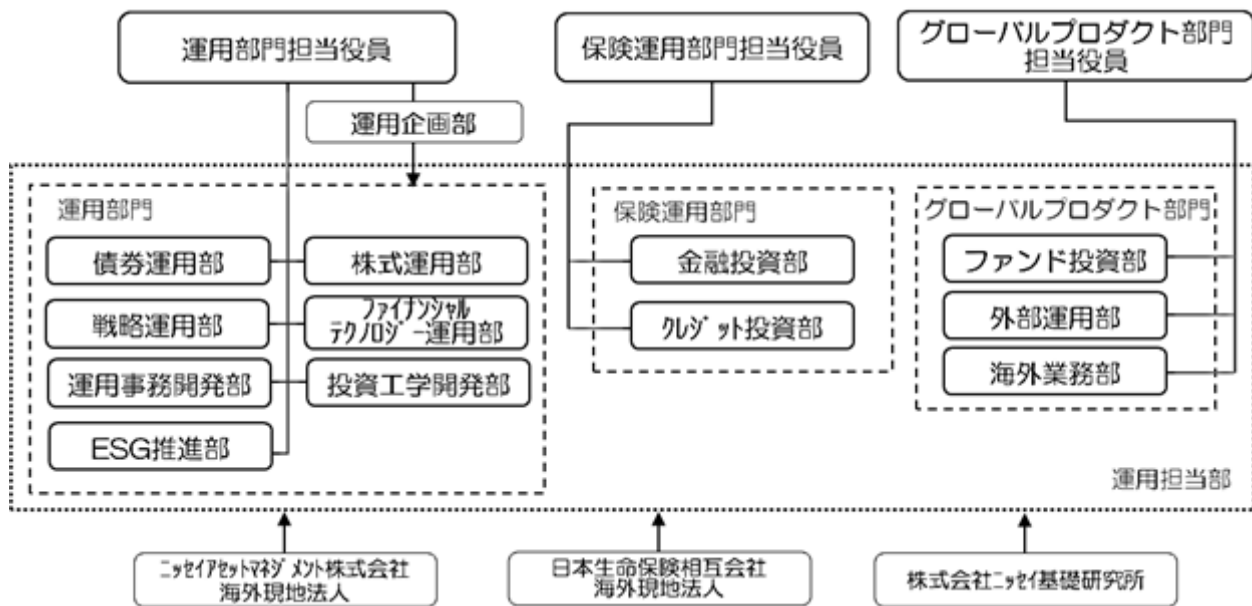 運用部門担当役員
保険運用部門担当役員
グローバルプロダクト部門
担当役員
運用企画部
運用部門
債券運用部
株式運用部
戦略運用部
ファイナンシャル
テクノロジー運用部
運用事務開発部
投資工学開発部
ESG推進部
保険運用部門
金融投資部
クレジット投資部
グローバルプロダクト部門
ファンド投資部
外部運用部
海外業務部
運用担当部
ニッセイアセットマネジメント株式会社
海外現地法人
日本生命保険相互会社
海外現地法人
株式会社ニッセイ基礎研究所